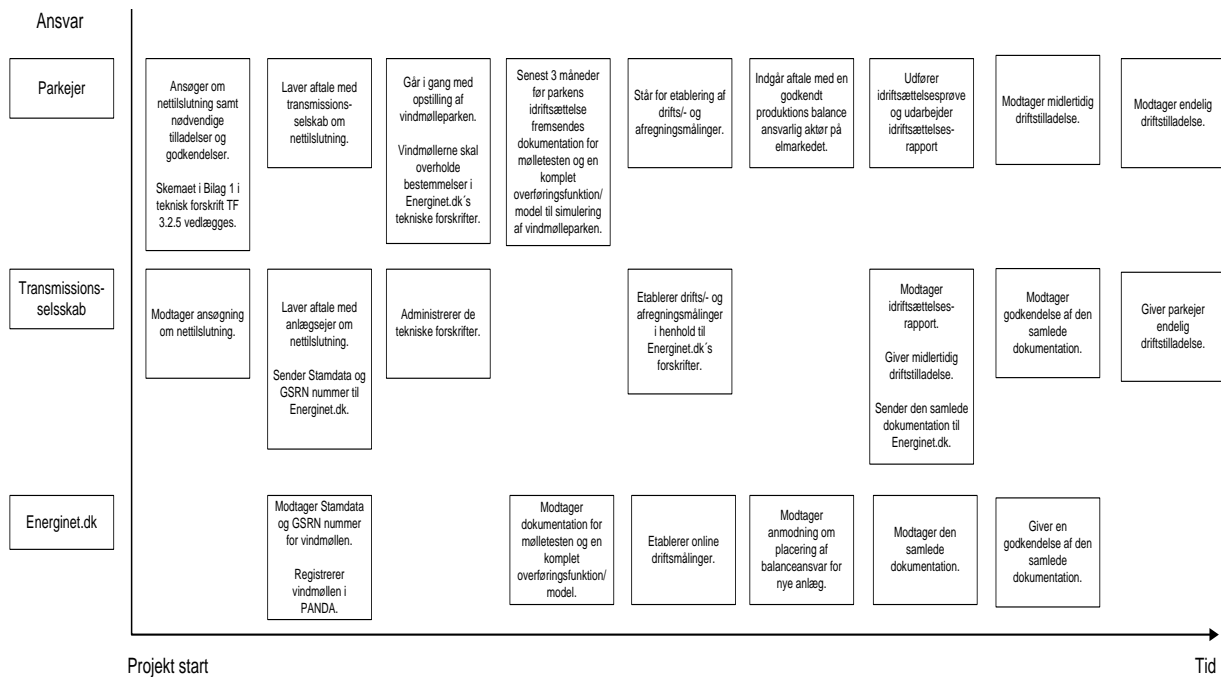 Ansvar
Parkejer
Ansøger om
nettilslutning samt
nødvendige
tilladelser og
godkendelser.
Skemaet i Bilag 1 i
teknisk forskrift TF
3.2.5 vedlægges.
Laver aftale med
transmissions-
selskab om
nettilslutning.
Går i gang med
opstilling af
vindmølleparken.
Vindmøllerne skal
overholde
bestemmelser i
Energinet.dk´s
tekniske forskrifter.
Senest 3 måneder
før parkens
idriftsættelse
fremsendes
dokumentation for
mølletesten og en
komplet
overføringsfunktion/
model til simulering
af vindmølleparken.
Står for etablering af
drifts/- og
afregningsmålinger.
Indgår aftale med en
godkendt
produktions balance
ansvarlig aktør på
elmarkedet.
Udfører
idriftsættelsesprøve
og udarbejder
idriftsættelses-
rapport
Modtager midlertidig
driftstilladelse.
Modtager endelig
driftstilladelse.
Transmissions-
selsskab
Modtager ansøgning
om nettilslutning.
Laver aftale med
anlægsejer om
nettilslutning.
Sender Stamdata og
GSRN nummer til
Energinet.dk.
Administrerer de
tekniske forskrifter.
Etablerer drifts/- og
afregningsmålinger
i henhold til
Energinet.dk´s
forskrifter.
Modtager
idriftsættelses-
rapport.
Giver midlertidig
driftstilladelse.
Sender den samlede
dokumentation til
Energinet.dk.
Modtager
godkendelse af den
samlede
dokumentation.
Giver parkejer
endelig
driftstilladelse.
Energinet.dk
Modtager Stamdata
og GSRN nummer
for vindmøllen.
Registrerer
vindmøllen i
PANDA.
Modtager
dokumentation for
mølletesten og en
komplet
overføringsfunktion/
model.
Etablerer online
driftsmålinger.
Modtager
anmodning om
placering af
balanceansvar for
nye anlæg.
Modtager den
samlede
dokumentation.
Giver en
godkendelse af den
samlede
dokumentation.
Projekt start
Tid